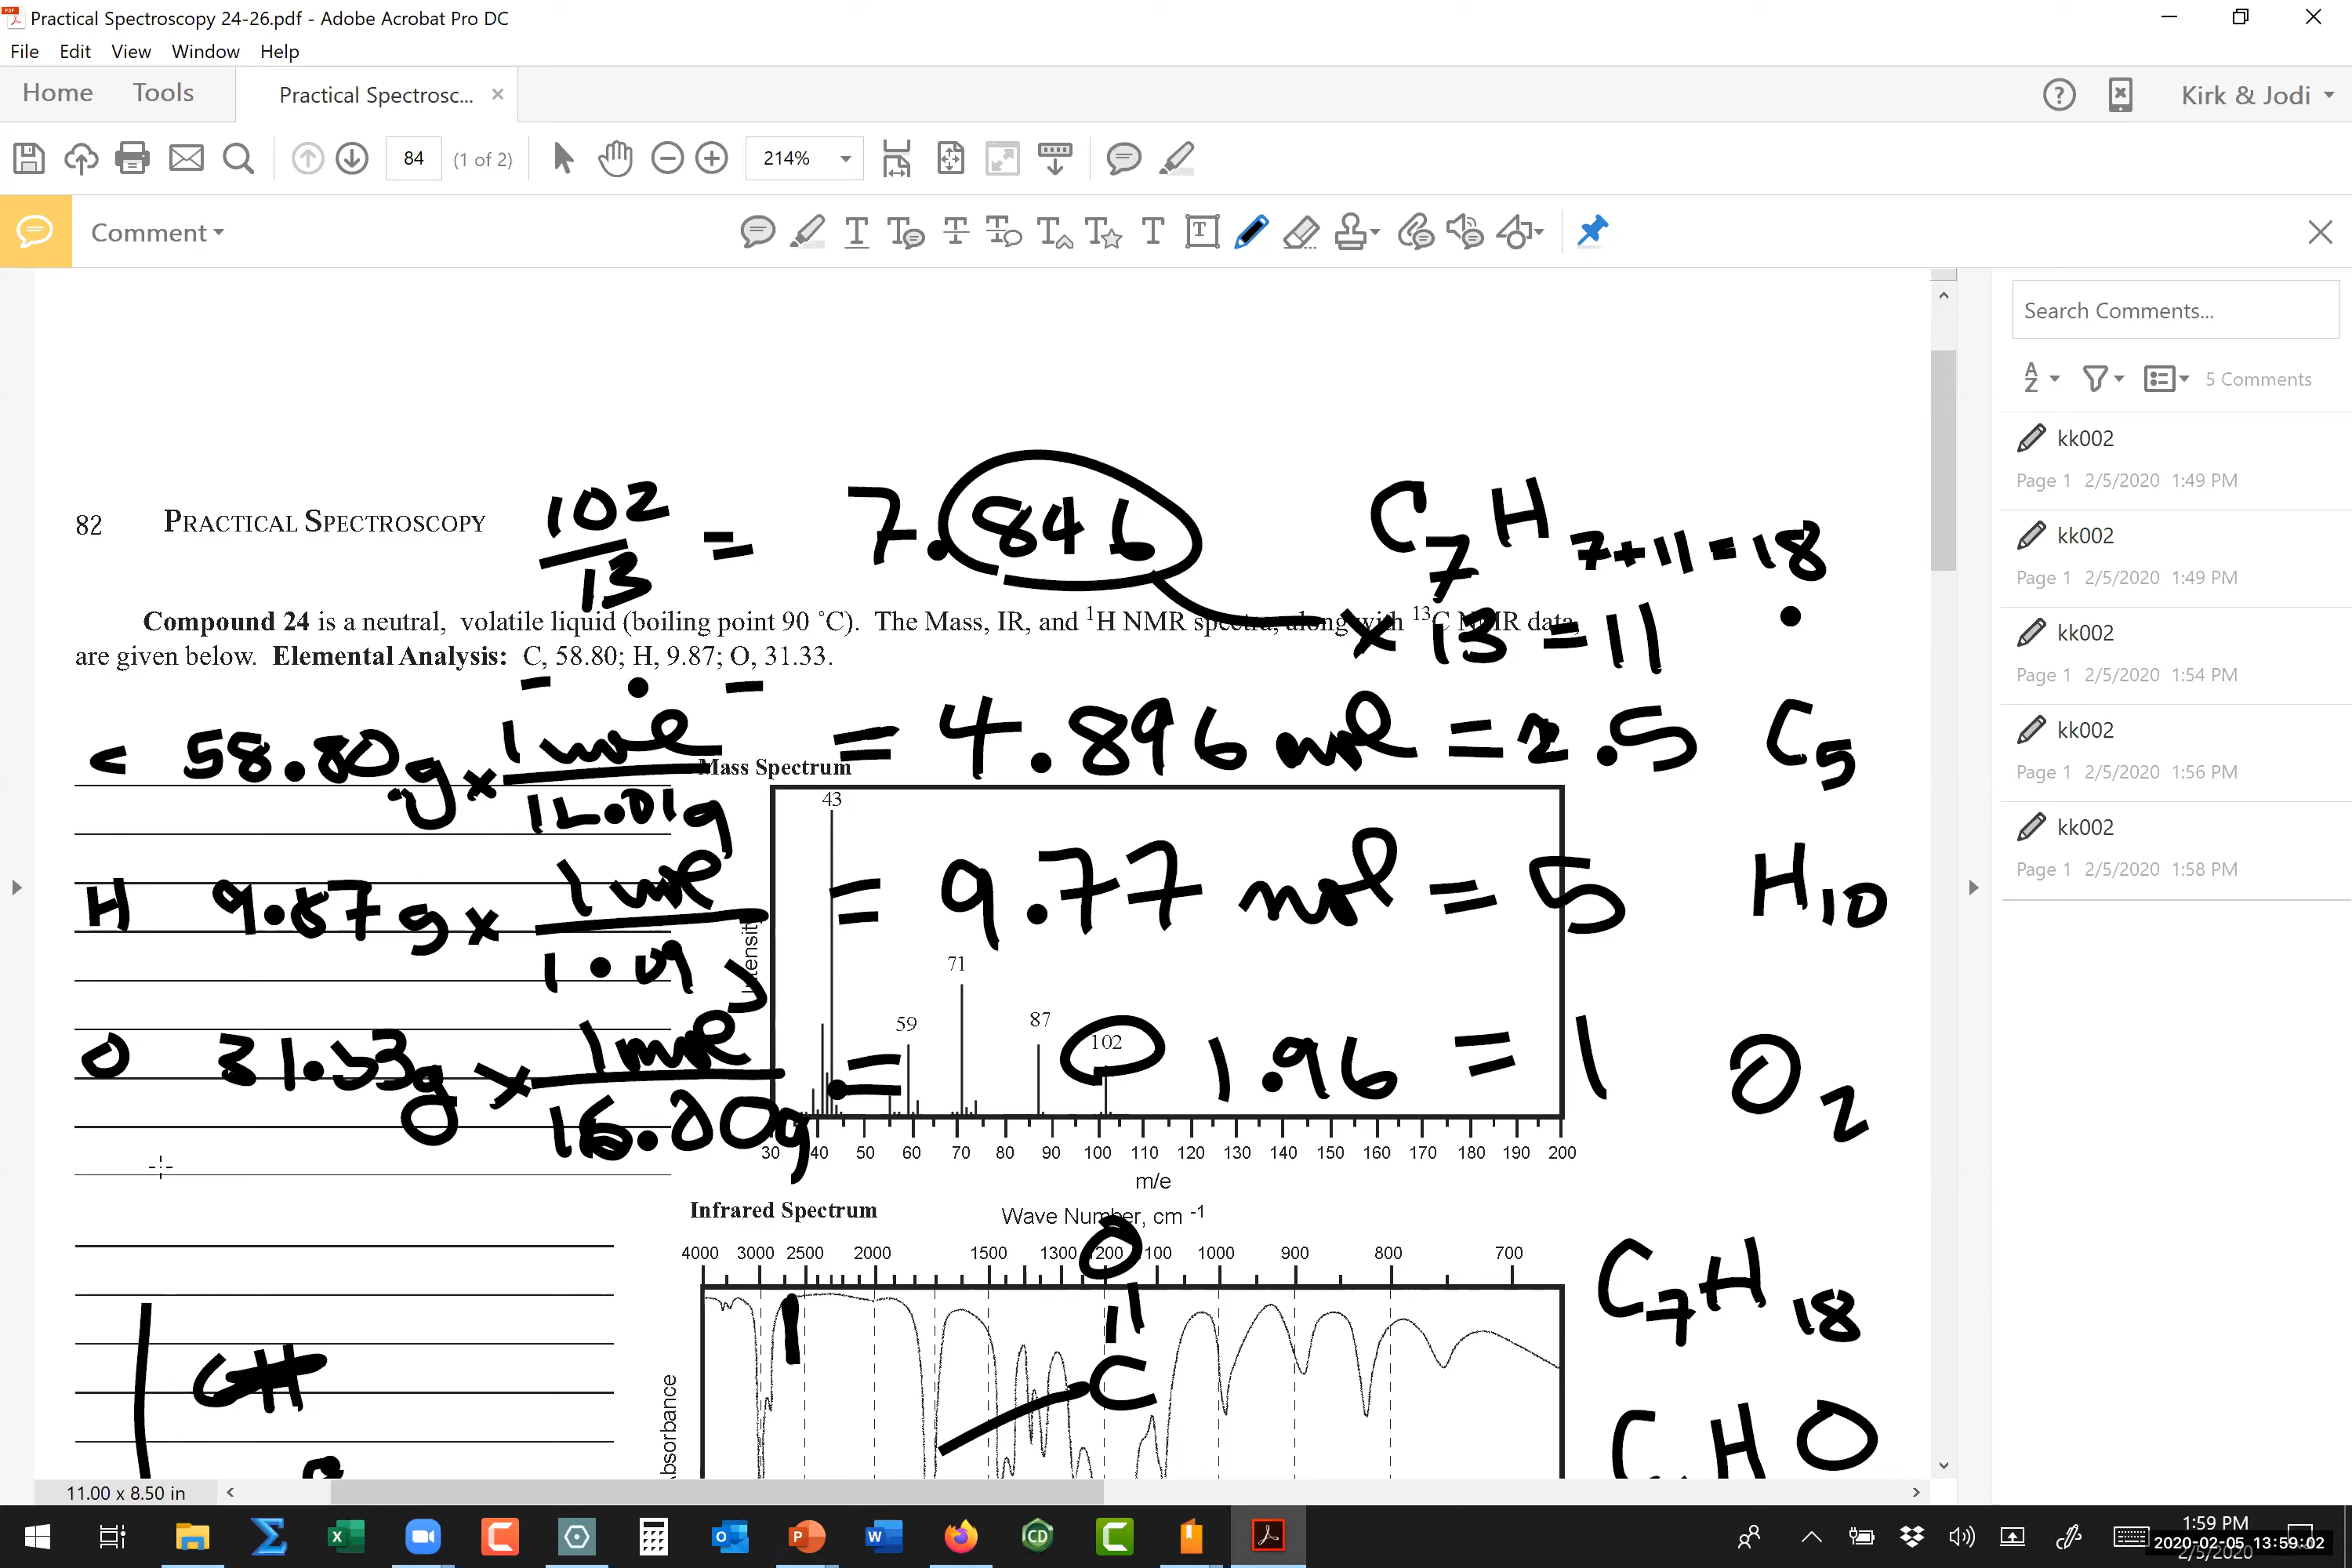 Practical Spectroscopy 24-26.pdf - Adobe Acrobat Pro DC
File Edit View Window Help
Home Tools Practical Spectrosc... × Kirk & Jodi
84 (1 of 2) 214%
Comment
Search Comments...
5 Comments
kk002
Page 1 2/5/2020 1:49 PM
kk002
Page 1 2/5/2020 1:49 PM
kk002
Page 1 2/5/2020 1:54 PM
kk002
Page 1 2/5/2020 1:56 PM
kk002
Page 1 2/5/2020 1:58 PM
82 PRACTICAL SPECTROSCOPY
102/13 = 7.846 C7H7+11=18
× 13 = 11
Compound 24 is a neutral, volatile liquid (boiling point 90 ˚C). The Mass, IR, and 1H NMR spectra, along with 13C NMR data,
are given below. Elemental Analysis: C, 58.80; H, 9.87; O, 31.33.
C 58.80g × 1 mole/12.01g = 4.896 mol = 2.5 C5
Mass Spectrum
H 9.87g × 1 mole/1.01g = 9.77 mol = 5 H10
O 31.33g × 1 mole/16.00g = 1.96 = 1 O2
Intensity
43
71
59
87
102
30 40 50 60 70 80 90 100 110 120 130 140 150 160 170 180 190 200
m/e
Infrared Spectrum Wave Number, cm -1
4000 3000 2500 2000 1500 1300 1200 1100 1000 900 800 700
O
C
C7H18
CH
Absorbance
C H O
11.00 x 8.50 in
1:59 PM
2020-02-05 13:59:02
2/5/2020